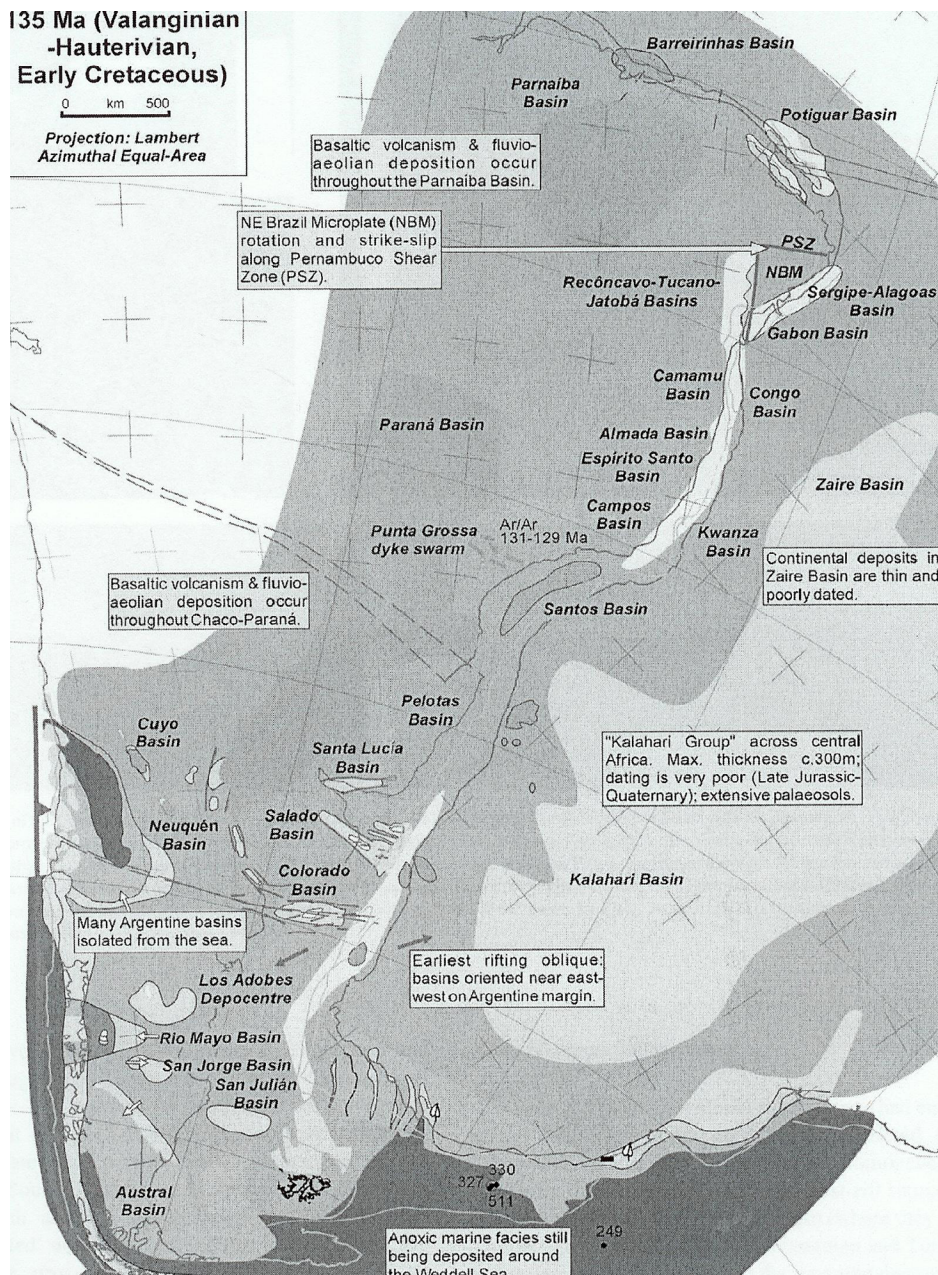 135 Ma (Valanginian
-Hauterivian,
Early Cretaceous)
0 km 500
Projection: Lambert
Azimuthal Equal-Area
Barreirinhas Basin
Parnaíba
Basin
Potiguar Basin
Basaltic volcanism & fluvio-
aeolian deposition occur
throughout the Parnaíba Basin.
NE Brazil Microplate (NBM)
rotation and strike-slip
along Pernambuco Shear
Zone (PSZ).
PSZ
NBM
Recôncavo-Tucano-
Jatobá Basins
Sergipe-Alagoas
Basin
Gabon Basin
Camamu
Basin
Congo
Basin
Paraná Basin
Almada Basin
Espírito Santo
Basin
Zaire Basin
Campos
Basin
Punta Grossa
dyke swarm
Ar/Ar
131-129 Ma
Kwanza
Basin
Continental deposits in
Zaire Basin are thin and
poorly dated.
Basaltic volcanism & fluvio-
aeolian deposition occur
throughout Chaco-Paraná.
Santos Basin
Pelotas
Basin
Cuyo
Basin
Santa Lucía
Basin
"Kalahari Group" across central
Africa. Max. thickness c.300m;
dating is very poor (Late Jurassic-
Quaternary); extensive palaeosols.
Neuquén
Basin
Salado
Basin
Colorado
Basin
Kalahari Basin
Many Argentine basins
isolated from the sea.
Earliest rifting oblique:
basins oriented near east-
west on Argentine margin.
Los Adobes
Depocentre
Rio Mayo Basin
San Jorge Basin
San Julián
Basin
Austral
Basin
330
327
511
249
Anoxic marine facies still
being deposited around
the Weddell Sea